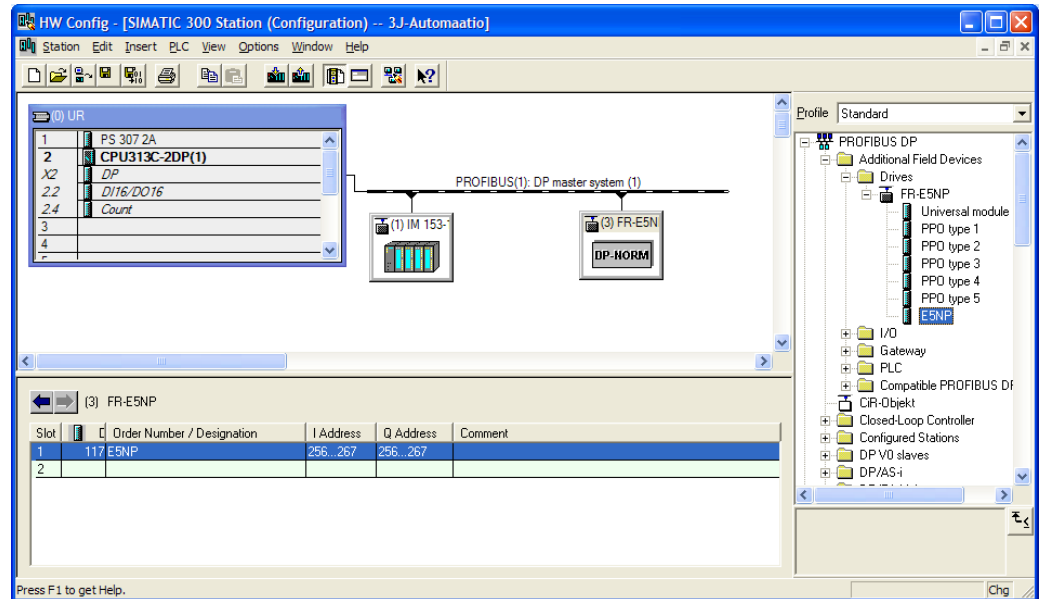 HW Config - [SIMATIC 300 Station (Configuration) -- 3J-Automaatio]
Station Edit Insert PLC View Options Window Help
(0) UR
1 PS 307 2A
2 CPU313C-2DP(1)
X2 DP
2.2 DI16/DO16
2.4 Count
3
4
PROFIBUS(1): DP master system (1)
(1) IM 153-1
(3) FR-E5N
DP-NORM
Profile Standard
PROFIBUS DP
Additional Field Devices
Drives
FR-E5NP
Universal module
PPO type 1
PPO type 2
PPO type 3
PPO type 4
PPO type 5
E5NP
I/O
Gateway
PLC
Compatible PROFIBUS DP
CiR-Objekt
Closed-Loop Controller
Configured Stations
DP V0 slaves
DP/AS-i
(3) FR-E5NP
Slot D Order Number / Designation I Address Q Address Comment
1 117 E5NP 256...267 256...267
2
Press F1 to get Help.
Chg